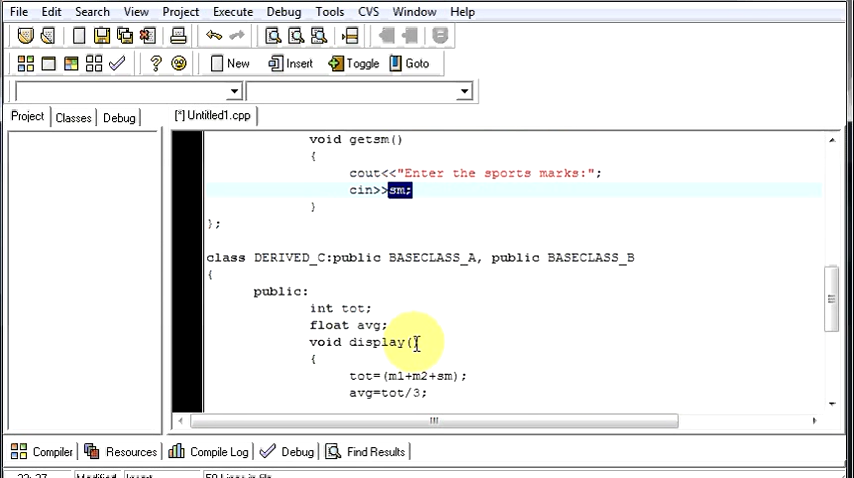 File Edit Search View Project Execute Debug Tools CVS Window Help
New Insert Toggle Goto
Project Classes Debug [*] Untitled1.cpp
void getsm()
{
cout<<"Enter the sports marks:";
cin>>sm;
}
};
class DERIVED_C:public BASECLASS_A, public BASECLASS_B
{
public:
int tot;
float avg;
void display()
{
tot=(m1+m2+sm);
avg=tot/3;
Compiler Resources Compile Log Debug Find Results